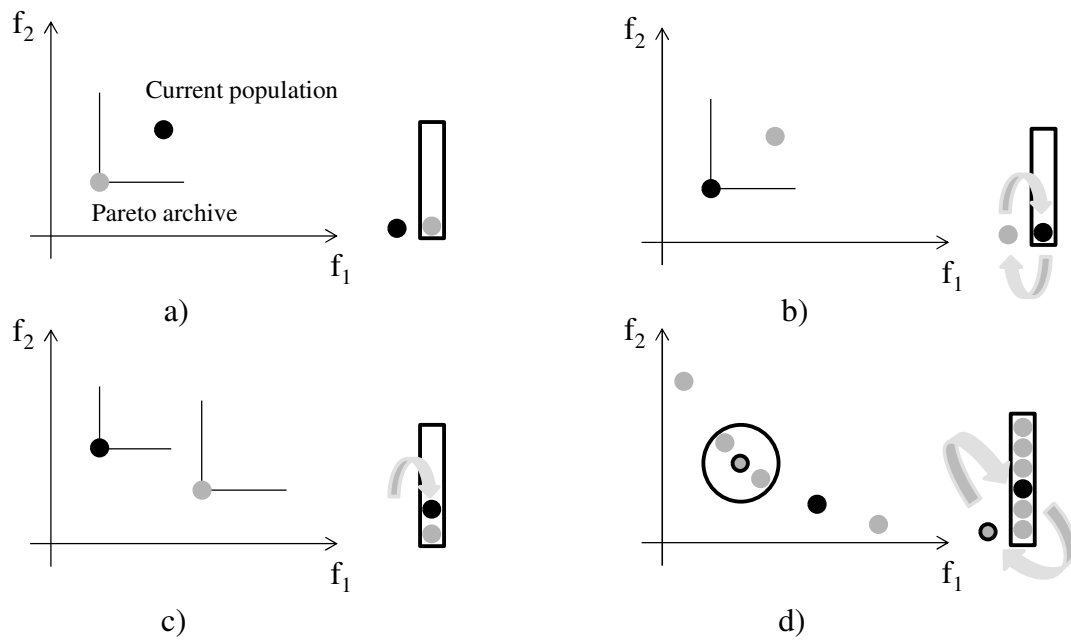 f2
Current population
Pareto archive
f1
a)
f2
f1
b)
f2
f1
c)
f2
f1
d)